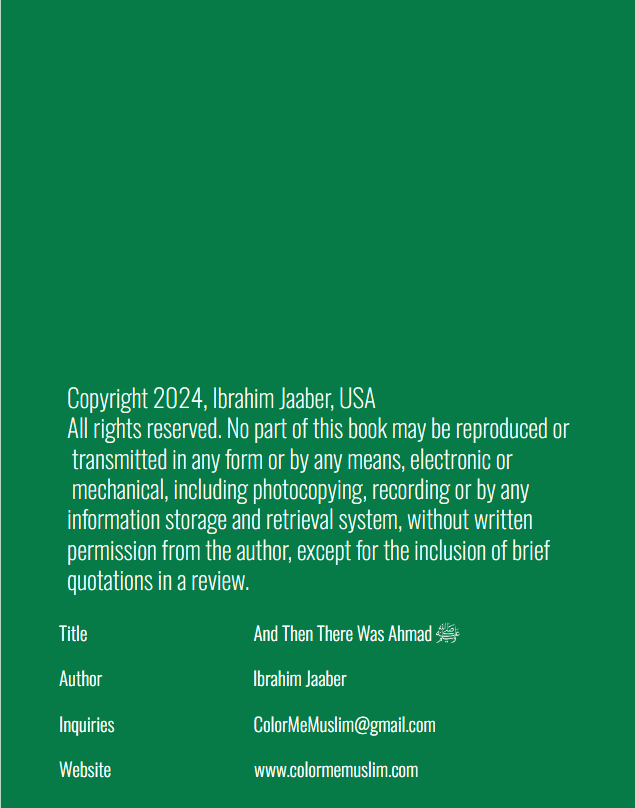 Copyright 2024, Ibrahim Jaaber, USA
All rights reserved. No part of this book may be reproduced or
transmitted in any form or by any means, electronic or
mechanical, including photocopying, recording or by any
information storage and retrieval system, without written
permission from the author, except for the inclusion of brief
quotations in a review.
Title And Then There Was Ahmad ﷺ
Author Ibrahim Jaaber
Inquiries ColorMeMuslim@gmail.com
Website www.colormemuslim.com